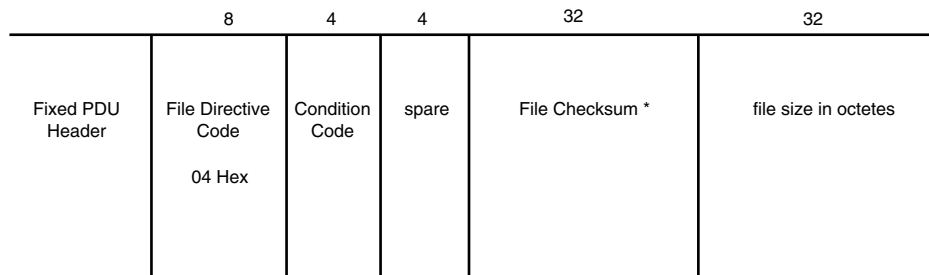 8 4 4 32 32
Fixed PDU Header
File Directive Code
04 Hex
Condition Code
spare
File Checksum *
file size in octetes